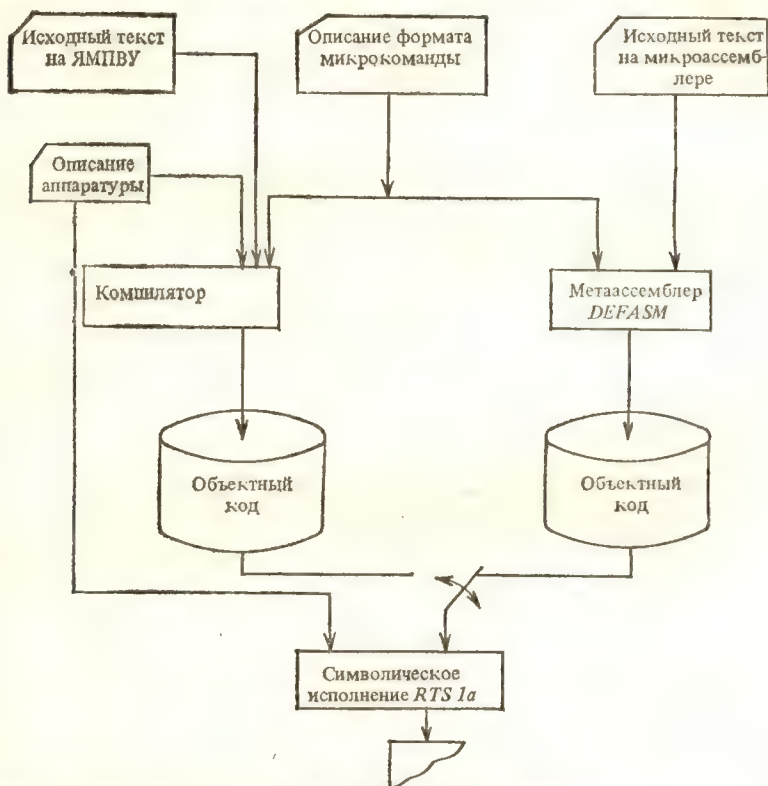 Исходный текст
на ЯМПВУ
Описание формата
микрокоманды
Исходный текст
на микроассемб-
лере
Описание
аппаратуры
Компилятор
Метаассемблер
DEFASM
Объектный
код
Объектный
код
Символическое
исполнение RTS 1a